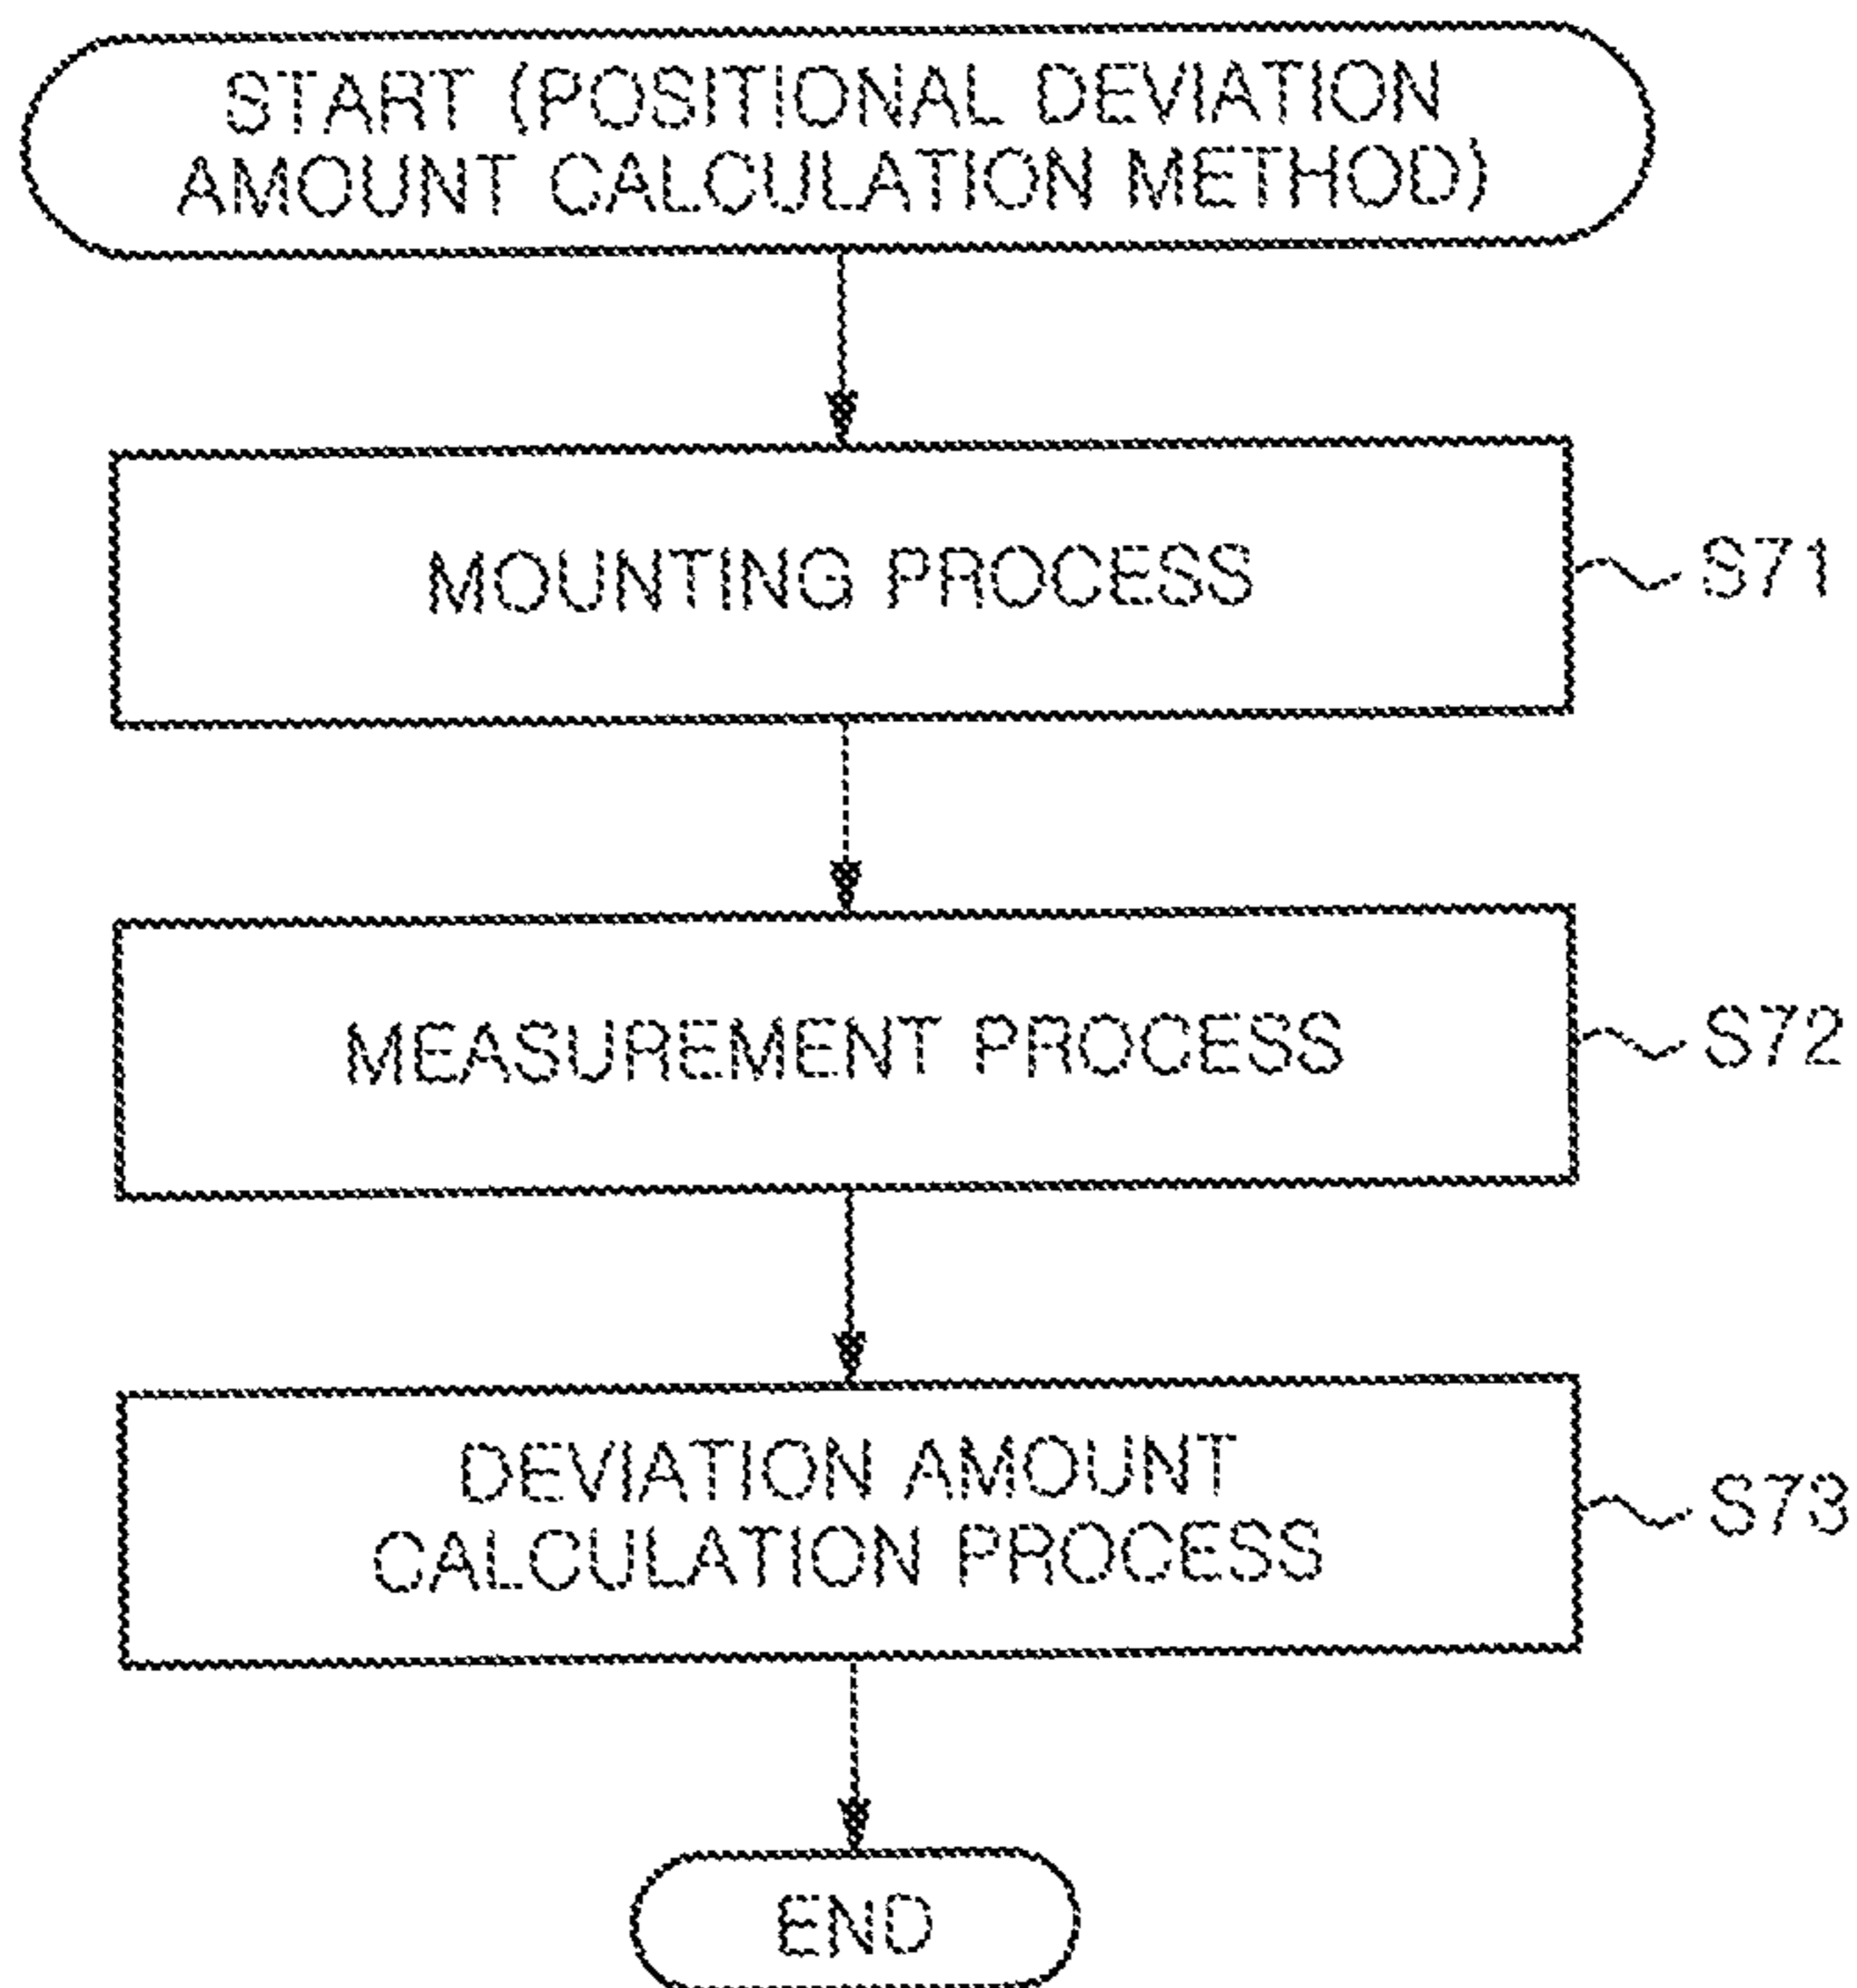 START (POSITIONAL DEVIATION
AMOUNT CALCULATION METHOD)
MOUNTING PROCESS
S71
MEASUREMENT PROCESS
S72
DEVIATION AMOUNT
CALCULATION PROCESS
S73
END